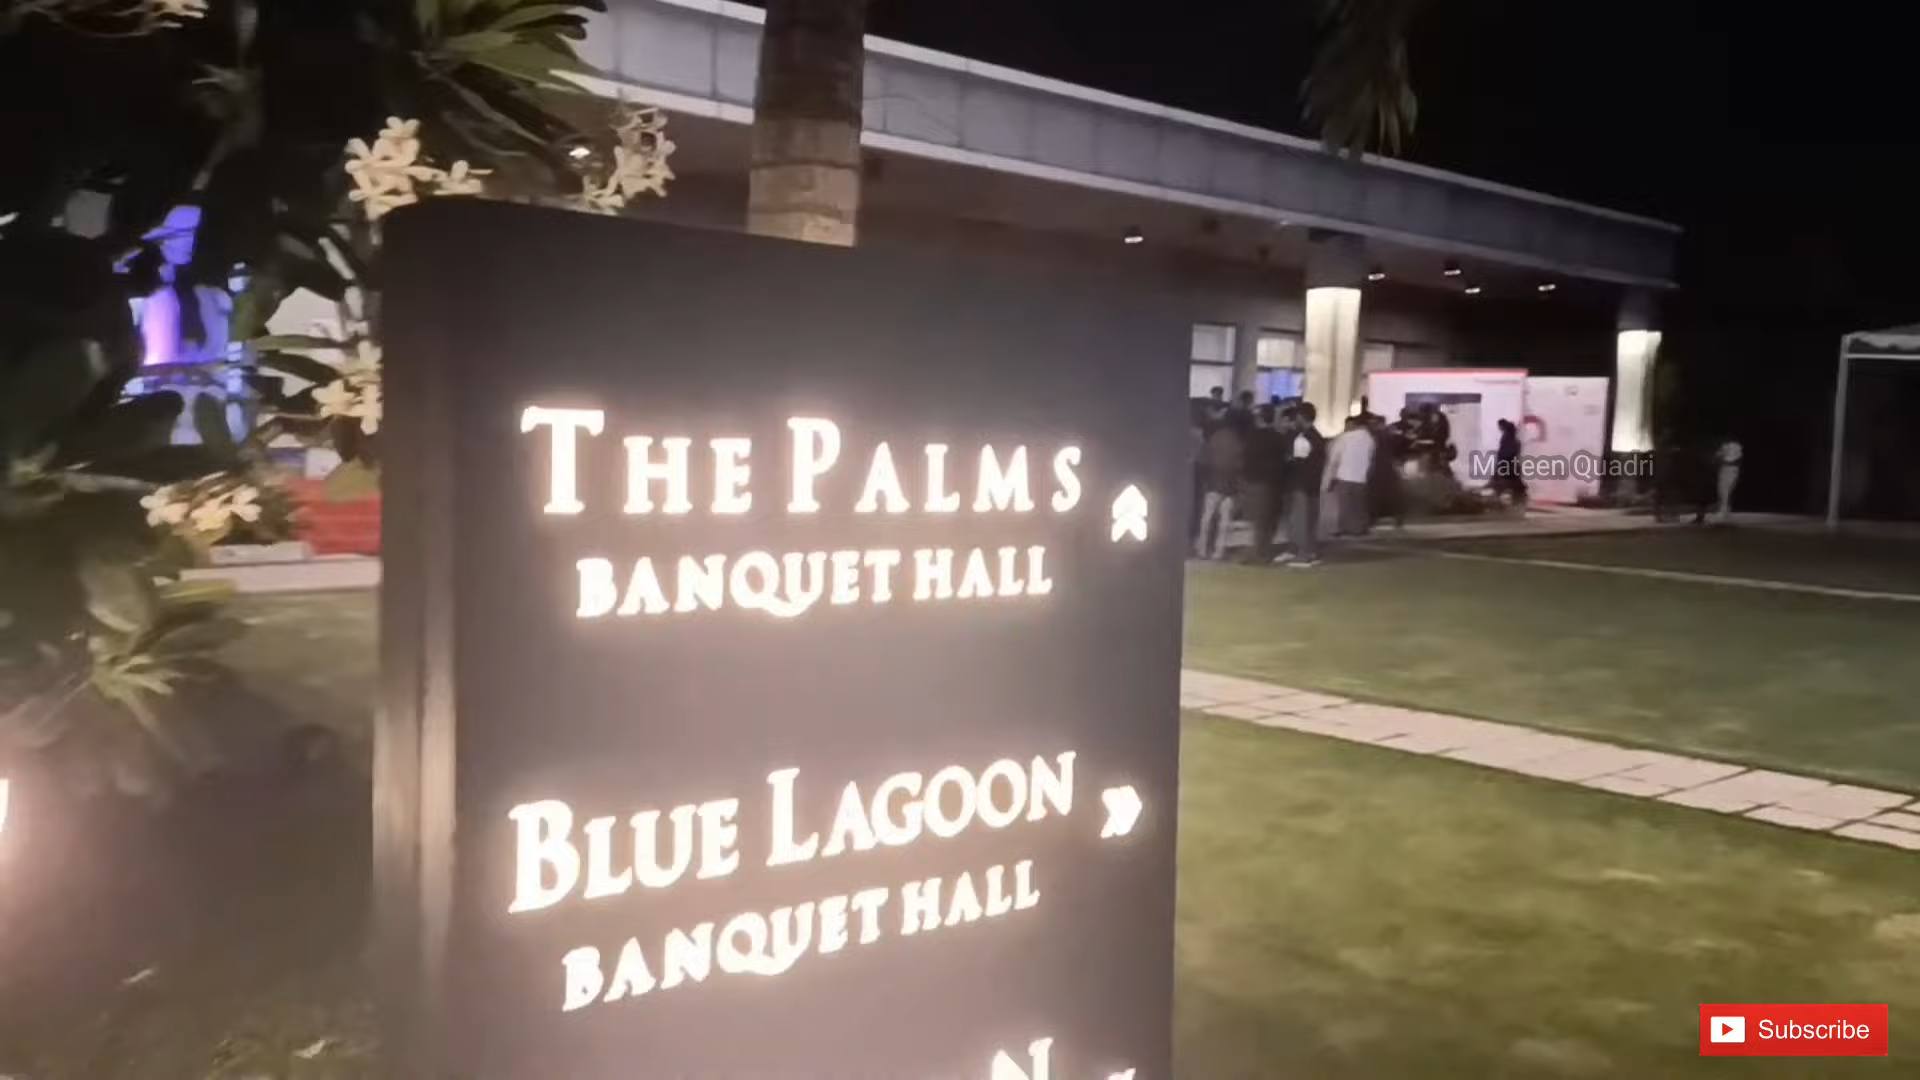 THE PALMS
BANQUET HALL
BLUE LAGOON
BANQUET HALL
Mateen Quadri
Subscribe